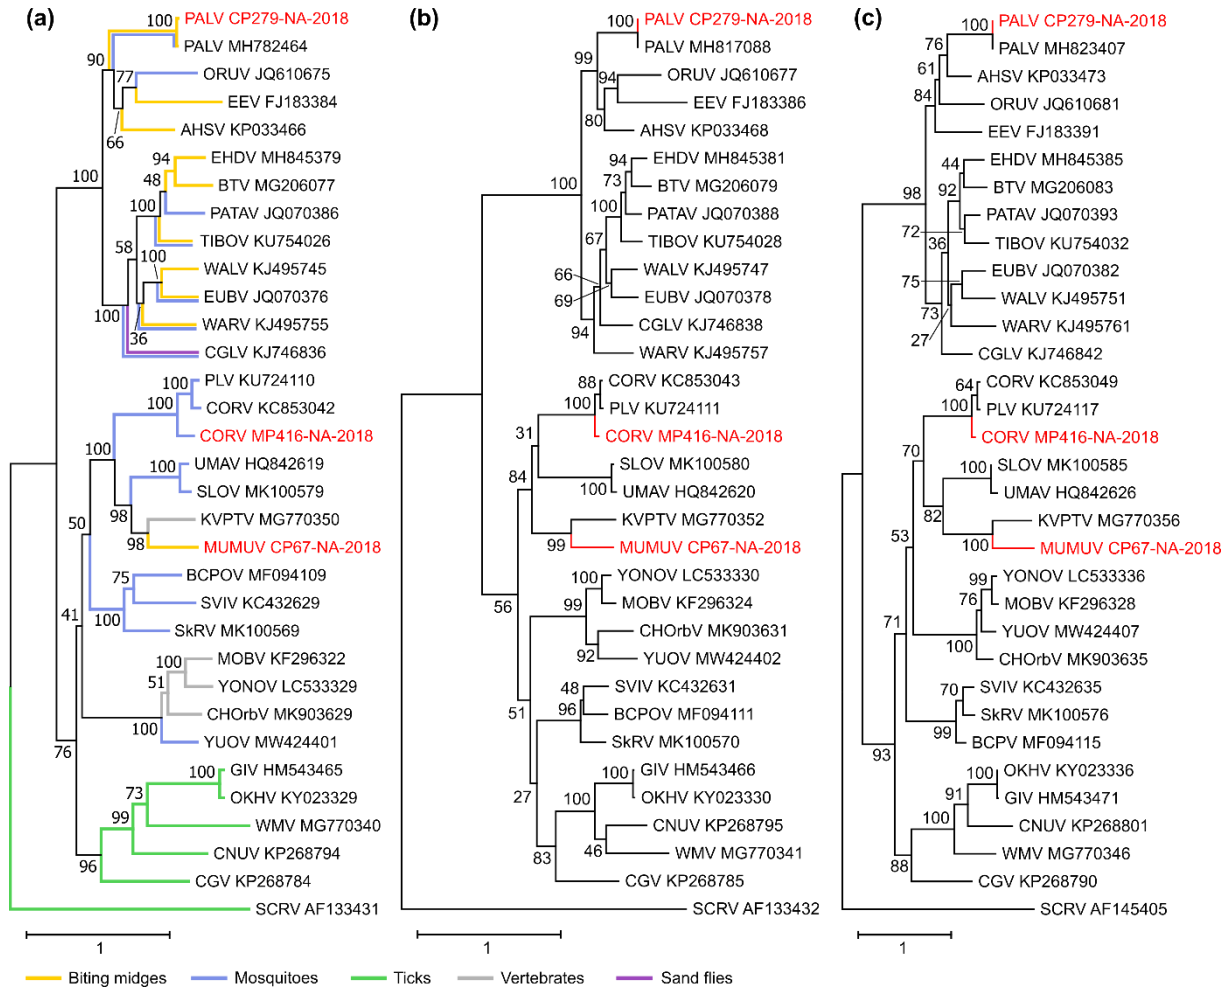 (a)
PALV CP279-NA-2018
100
PALV MH782464
90
77
ORUV JQ610675
EEV FJ183384
66
AHSV KP033466
94
EHDV MH845379
48
BTV MG206077
100
100
PATAV JQ070386
TIBOV KU754026
58
100
WALV KJ495745
EUBV JQ070376
100
36
WARV KJ495755
CGLV KJ746836
100
PLV KU724110
100
CORV KC853042
CORV MP416-NA-2018
100
100
UMAV HQ842619
SLOV MK100579
98
50
KVPTV MG770350
98
MUMUV CP67-NA-2018
75
BCPOV MF094109
SVIV KC432629
100
SkRV MK100569
41
100
MOBV KF296322
51
YONOV LC533329
CHOrbV MK903629
100
YUOV MW424401
76
100
GIV HM543465
73
OKHV KY023329
99
WMV MG770340
CNUV KP268794
96
CGV KP268784
SCRV AF133431
1
(b)
PALV CP279-NA-2018
100
PALV MH817088
99
94
ORUV JQ610677
EEV FJ183386
80
AHSV KP033468
94
EHDV MH845381
73
BTV MG206079
100
100
PATAV JQ070388
TIBOV KU754028
67
66
WALV KJ495747
69
EUBV JQ070378
94
CGLV KJ746838
WARV KJ495757
88
CORV KC853043
100
PLV KU724111
31
CORV MP416-NA-2018
84
SLOV MK100580
100
UMAV HQ842620
KVPTV MG770352
99
MUMUV CP67-NA-2018
100
YONOV LC533330
56
99
MOBV KF296324
CHOrbV MK903631
92
YUOV MW424402
48
SVIV KC432631
51
96
BCPOV MF094111
SkRV MK100570
100
GIV HM543466
27
100
OKHV KY023330
CNUV KP268795
83
46
WMV MG770341
CGV KP268785
SCRV AF133432
1
(c)
PALV CP279-NA-2018
100
76
PALV MH823407
61
AHSV KP033473
84
ORUV JQ610681
EEV FJ183391
44
EHDV MH845385
98
92
BTV MG206083
PATAV JQ070393
72
36
TIBOV KU754032
75
EUBV JQ070382
WALV KJ495751
73
27
WARV KJ495761
CGLV KJ746842
64
CORV KC853049
100
PLV KU724117
CORV MP416-NA-2018
70
100
SLOV MK100585
UMAV HQ842626
82
KVPTV MG770356
100
MUMUV CP67-NA-2018
53
99
YONOV LC533336
76
MOBV KF296328
YUOV MW424407
71
100
CHOrbV MK903635
70
SVIV KC432635
SkRV MK100576
99
BCPV MF094115
93
100
OKHV KY023336
91
GIV HM543471
100
CNUV KP268801
WMV MG770346
88
CGV KP268790
SCRV AF145405
1
Biting midges
Mosquitoes
Ticks
Vertebrates
Sand flies